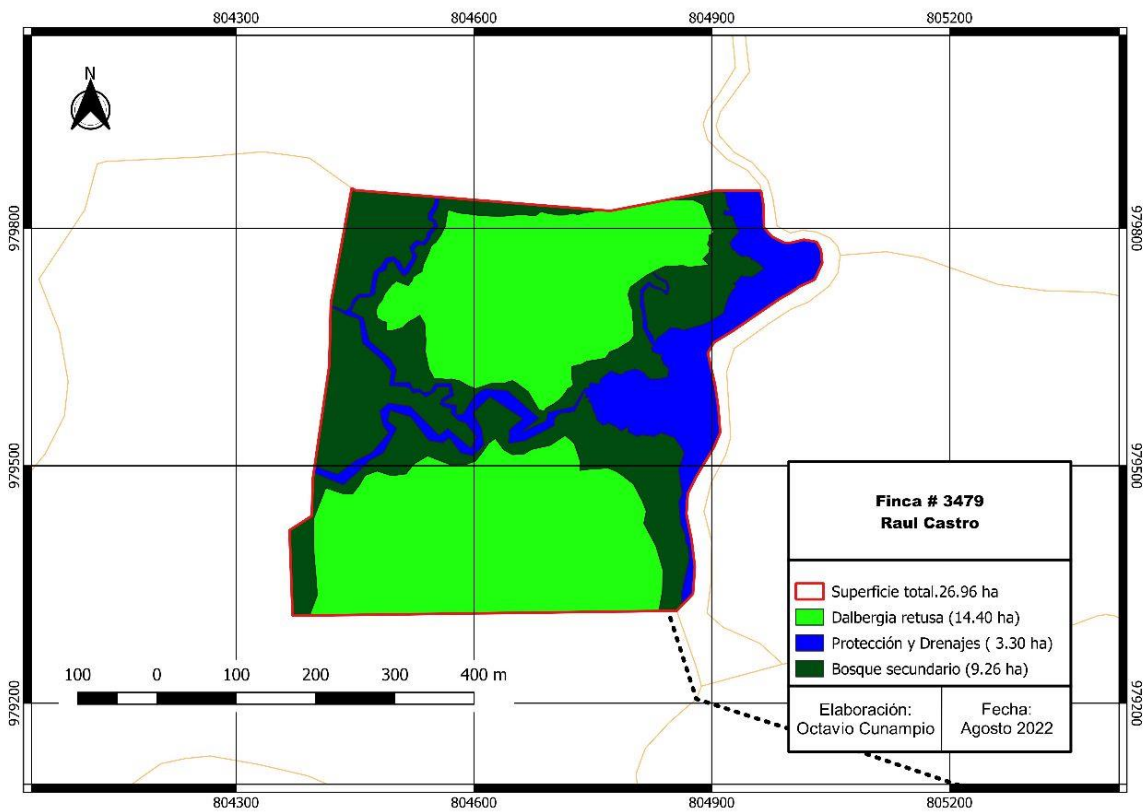 804300 804600 804900 805200
N
979800 979800
979500 979500
Finca # 3479
Raul Castro
Superficie total.26.96 ha
Dalbergia retusa (14.40 ha)
Protección y Drenajes ( 3.30 ha)
Bosque secundario (9.26 ha)
100 0 100 200 300 400 m
979200 979200
Elaboración:
Octavio Cunampio
Fecha:
Agosto 2022
804300 804600 804900 805200